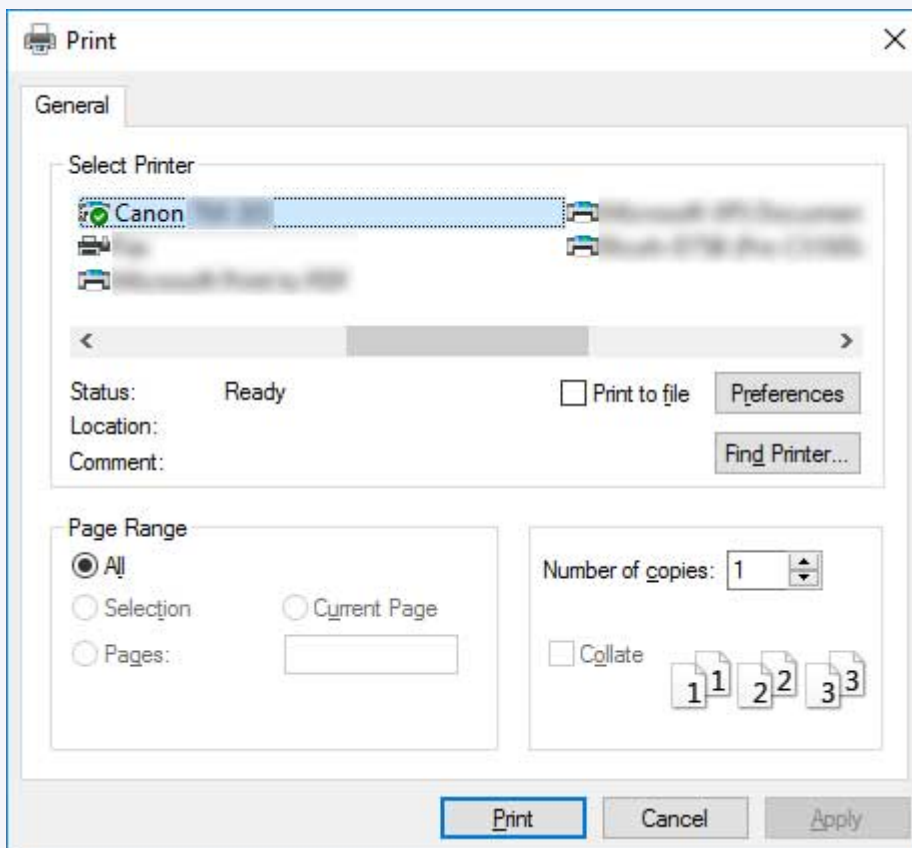 Print
General
Select Printer
Canon
Status: Ready
Print to file
Preferences
Location:
Comment:
Find Printer...
Page Range
All
Number of copies: 1
Selection
Current Page
Pages:
Collate
1 1 2 2 3 3
Print
Cancel
Apply